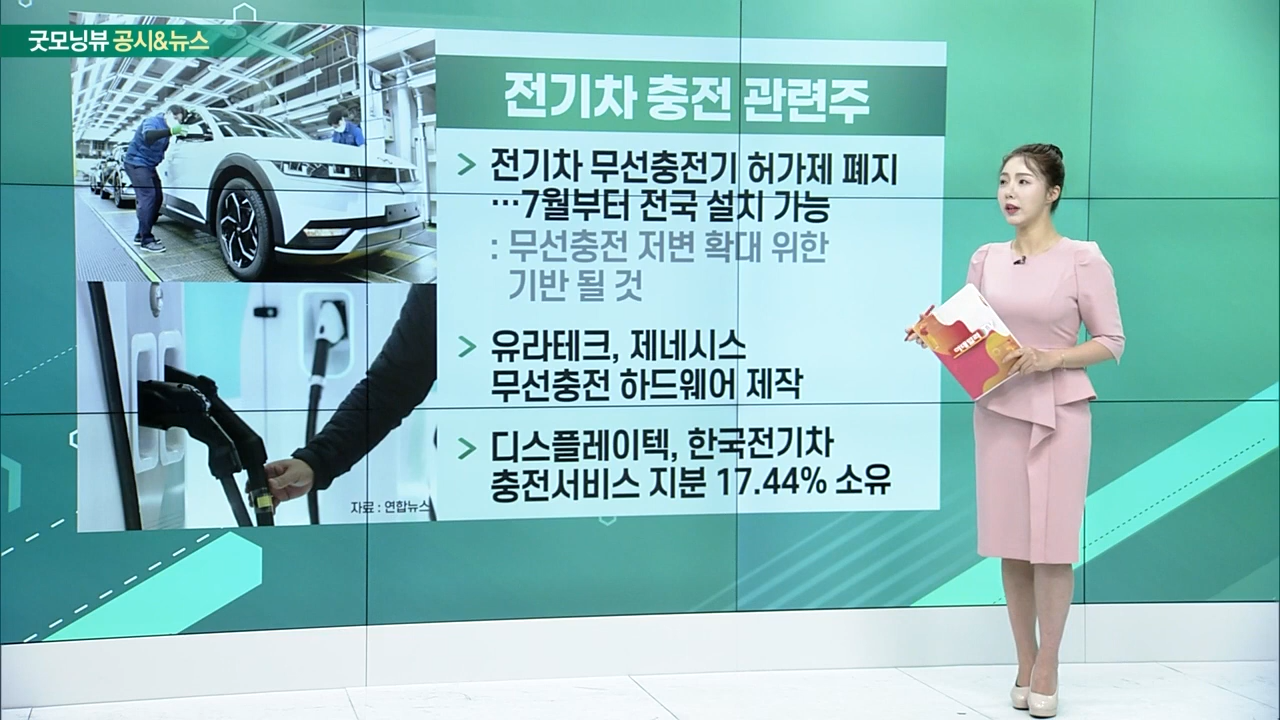 굿모닝뷰 공시&뉴스
전기차 충전 관련주
> 전기차 무선충전기 허가제 폐지
…7월부터 전국 설치 가능
: 무선충전 저변 확대 위한
기반 될 것
> 유라테크, 제네시스
무선충전 하드웨어 제작
> 디스플레이텍, 한국전기차
충전서비스 지분 17.44% 소유
자료 : 연합뉴스